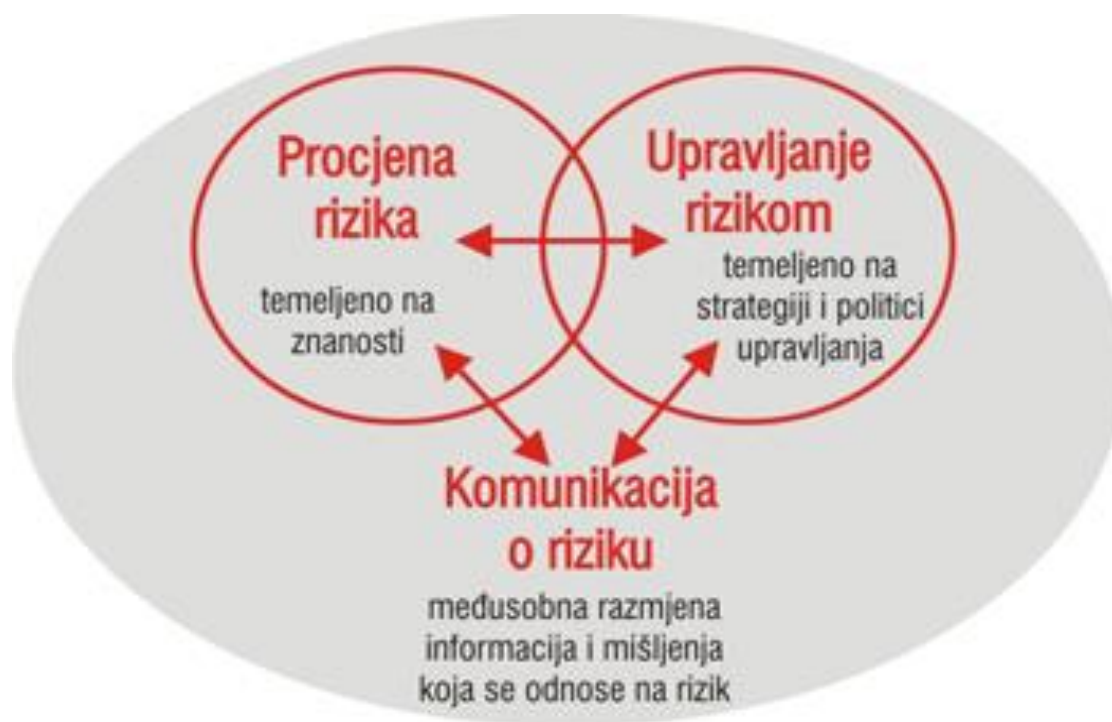 Procjena
rizika
temeljeno na
znanosti
Upravljanje
rizikom
temeljeno na
strategiji i politici
upravljanja
Komunikacija
o riziku
međusobna razmjena
informacija i mišljenja
koja se odnose na rizik